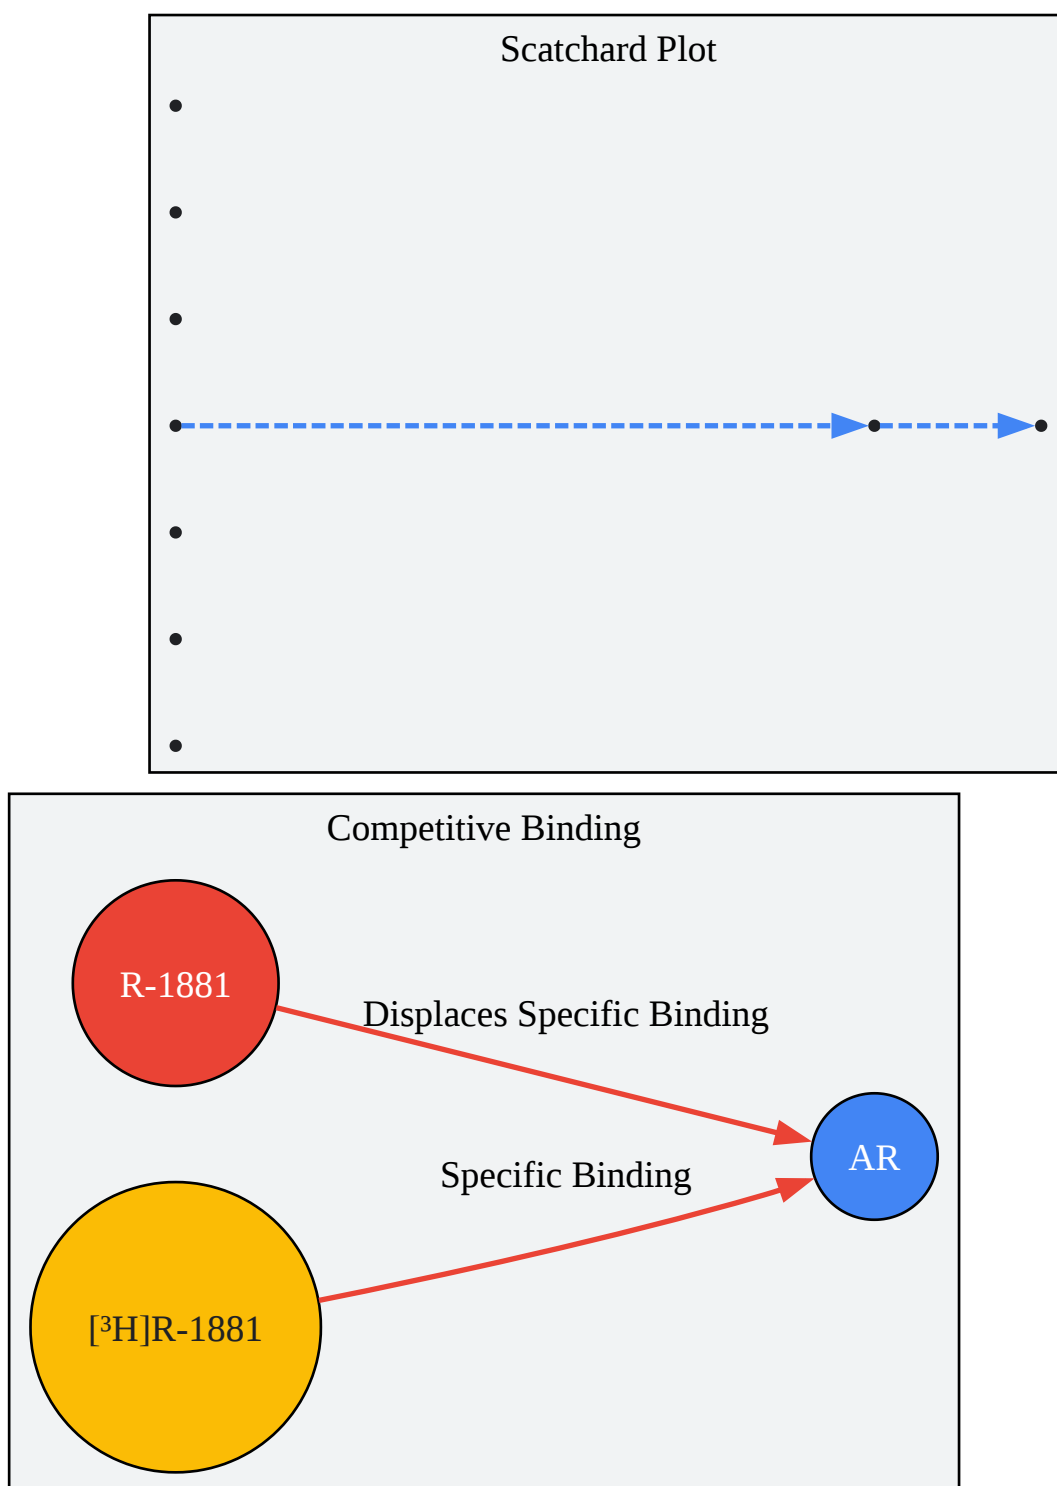 Scatchard Plot
Competitive Binding
R-1881
Displaces Specific Binding
AR
Specific Binding
[³H]R-1881